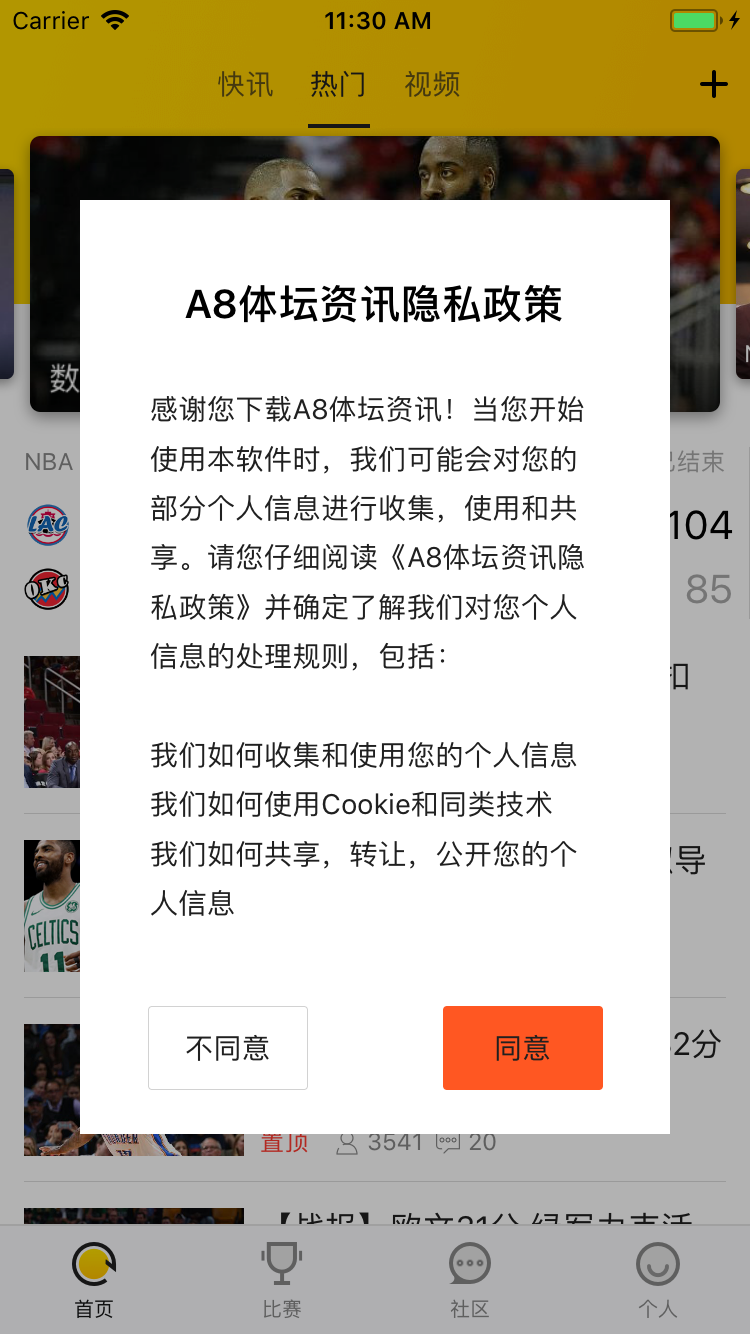 Carrier 11:30 AM
快讯 热门 视频
数
A8体坛资讯隐私政策
感谢您下载A8体坛资讯！当您开始
使用本软件时，我们可能会对您的
部分个人信息进行收集，使用和共
享。请您仔细阅读《A8体坛资讯隐
私政策》并确定了解我们对您个人
信息的处理规则，包括：
我们如何收集和使用您的个人信息
我们如何使用Cookie和同类技术
我们如何共享，转让，公开您的个
人信息
不同意 同意
NBA 已结束
LAC 104
OKC 85
扣
CELTICS
11
导
2分
置顶 3541 20
【战报】欧文31分 绿军力克活
首页 比赛 社区 个人